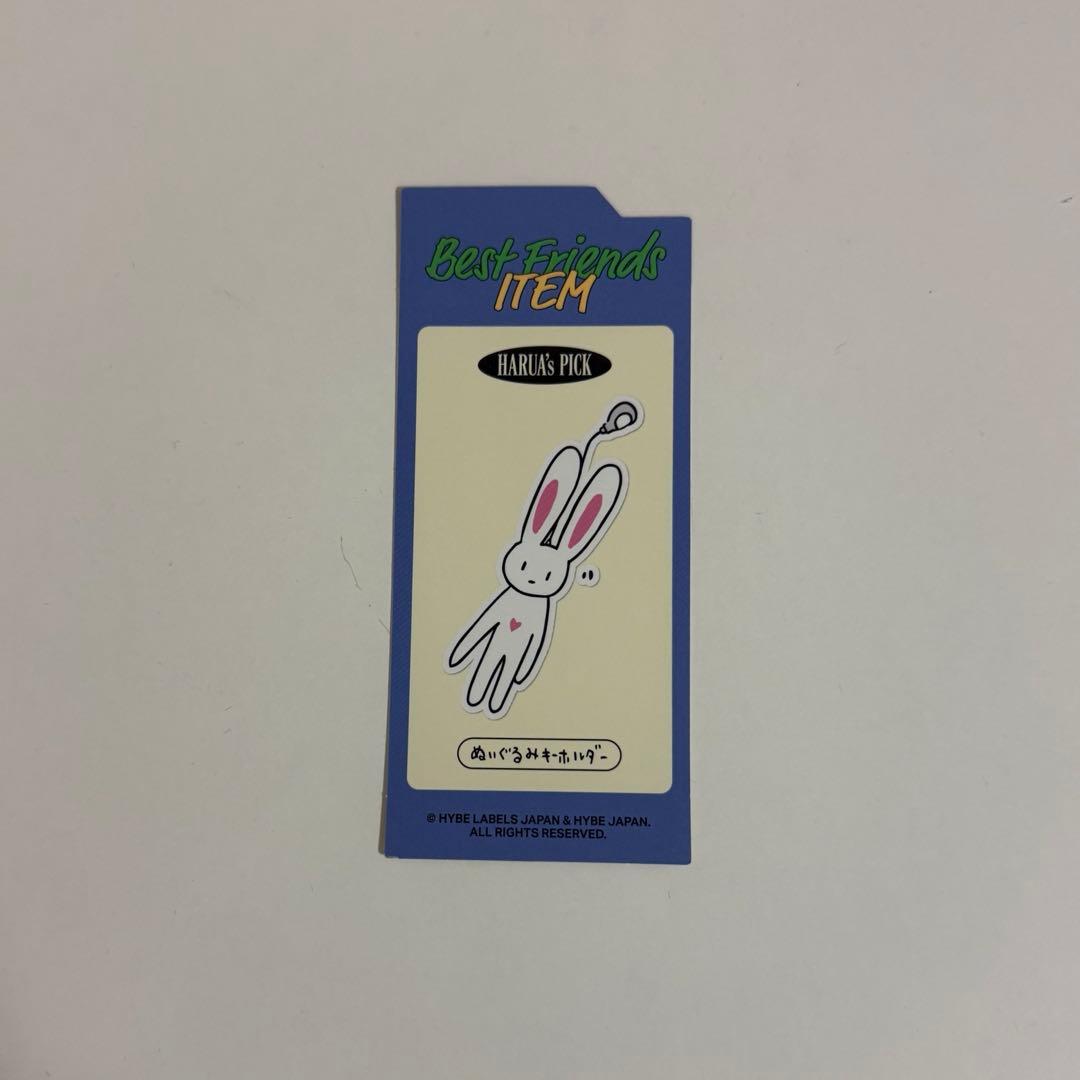 Best Friends
ITEM
HARUA's PICK
ぬいぐるみキーホルダー
© HYBE LABELS JAPAN & HYBE JAPAN.
ALL RIGHTS RESERVED.